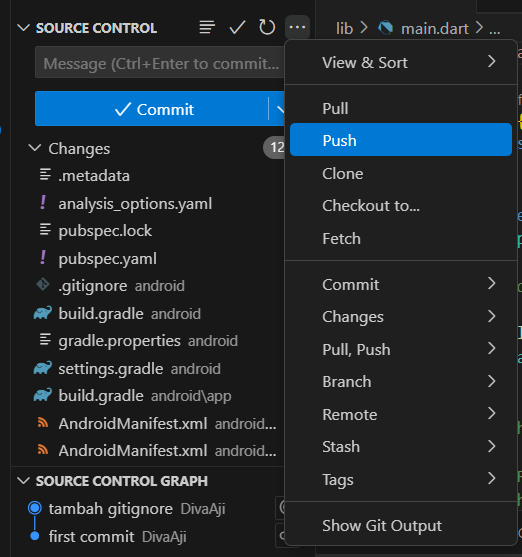 SOURCE CONTROL
Message (Ctrl+Enter to commit...
Commit
Changes
12
.metadata
analysis_options.yaml
pubspec.lock
pubspec.yaml
.gitignore android
build.gradle android
gradle.properties android
settings.gradle android
build.gradle android\app
AndroidManifest.xml android...
AndroidManifest.xml android...
SOURCE CONTROL GRAPH
tambah gitignore DivaAji
first commit DivaAji
lib > main.dart > ...
View & Sort
Pull
Push
Clone
Checkout to...
Fetch
Commit
Changes
Pull, Push
Branch
Remote
Stash
Tags
Show Git Output